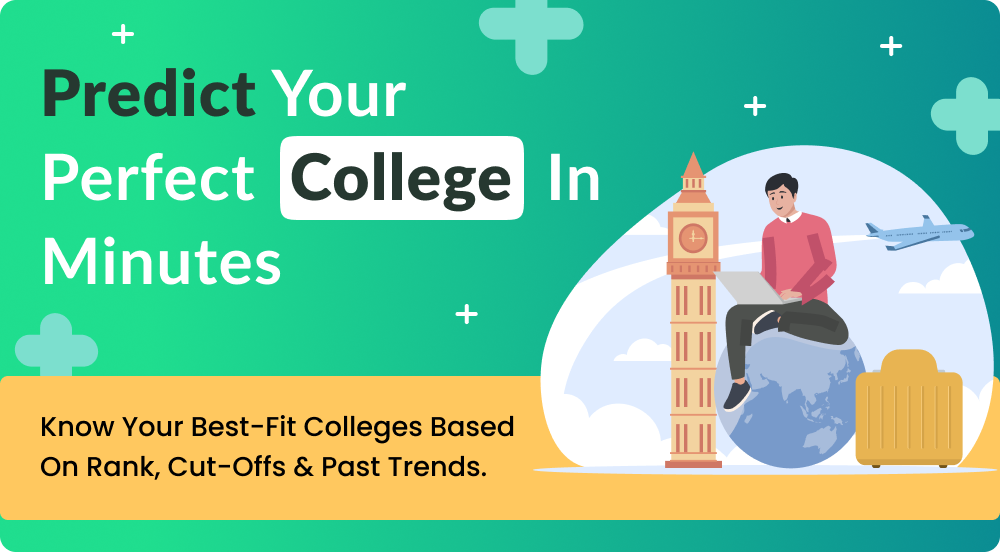 Predict Your
Perfect College In
Minutes
Know Your Best-Fit Colleges Based
On Rank, Cut-Offs & Past Trends.